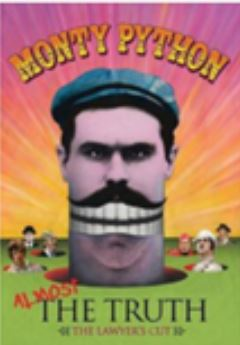 MONTY PYTHON
ALMOST
THE TRUTH
THE LAWYER'S CUT